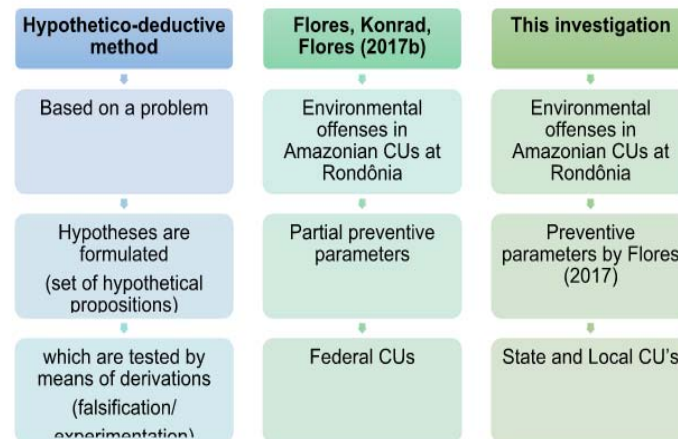 Hypothetico-deductive
method
Based on a problem
Hypotheses are
formulated
(set of hypothetical
propositions)
which are tested by
means of derivations
(falsification/
experimentation)
Flores, Konrad,
Flores (2017b)
Environmental
offenses in
Amazonian CUs at
Rondônia
Partial preventive
parameters
Federal CUs
This investigation
Environmental
offenses in
Amazonian CUs at
Rondônia
Preventive
parameters by Flores
(2017)
State and Local CU's